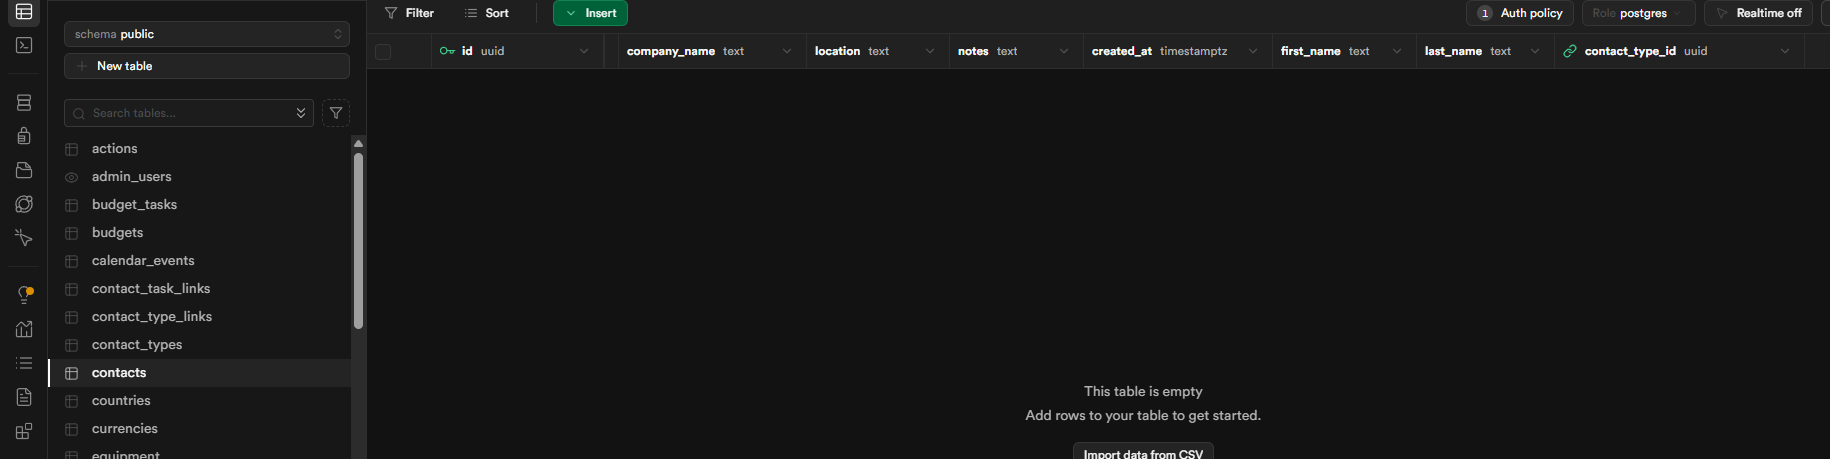 schema public
New table
Search tables...
actions
admin_users
budget_tasks
budgets
calendar_events
contact_task_links
contact_type_links
contact_types
contacts
countries
currencies
equipment
Filter Sort Insert 1 Auth policy Role postgres Realtime off
id uuid company_name text location text notes text created_at timestamptz first_name text last_name text contact_type_id uuid
This table is empty
Add rows to your table to get started.
Import data from CSV